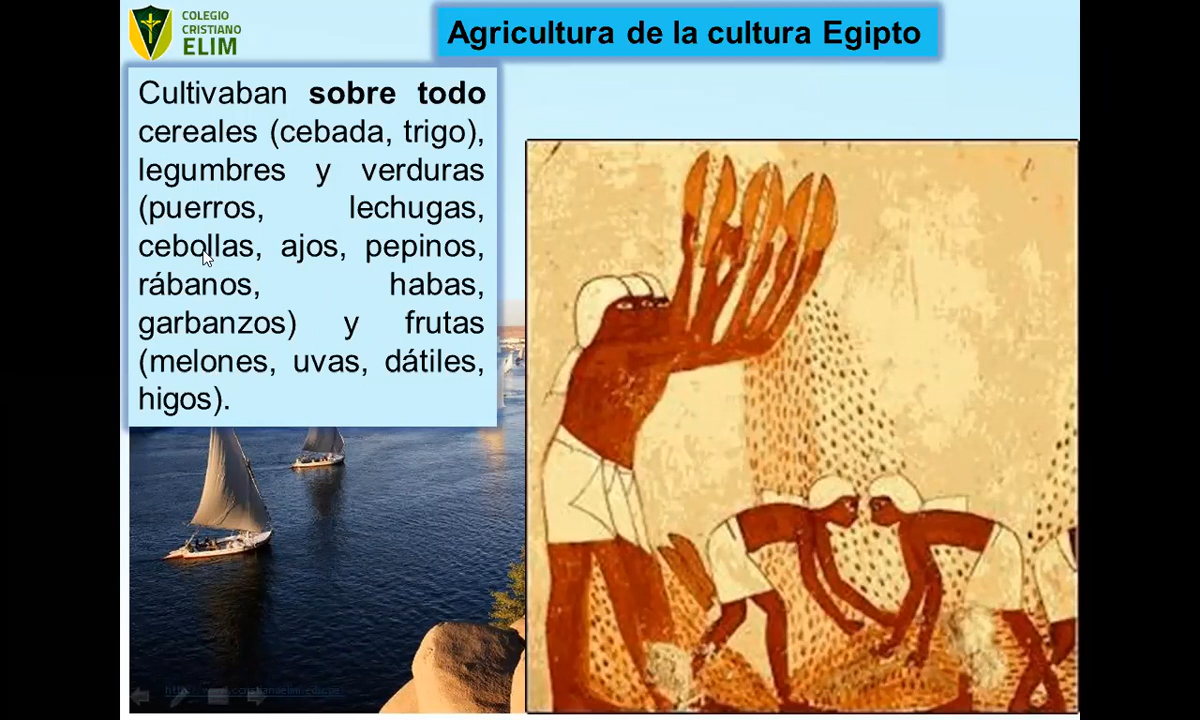 COLEGIO
CRISTIANO
ELIM
Agricultura de la cultura Egipto
Cultivaban sobre todo
cereales (cebada, trigo),
legumbres y verduras
(puerros, lechugas,
cebollas, ajos, pepinos,
rábanos, habas,
garbanzos) y frutas
(melones, uvas, dátiles,
higos).